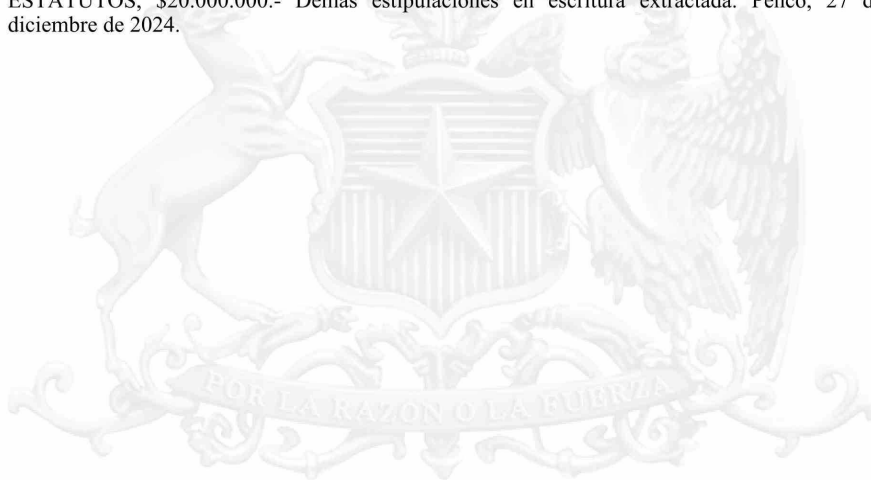 ESTATUTOS, $20.000.000.- Demás estipulaciones en escritura extractada. Penco, 27 d
diciembre de 2024.
POR LA RAZON O LA FUERZA